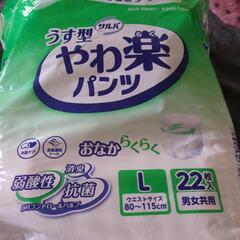 うす型
サルバ
やわ楽
パンツ
おなからくらく
弱酸性
消臭
抗菌
L
ウエストサイズ
80〜115cm
22枚入
男女共用